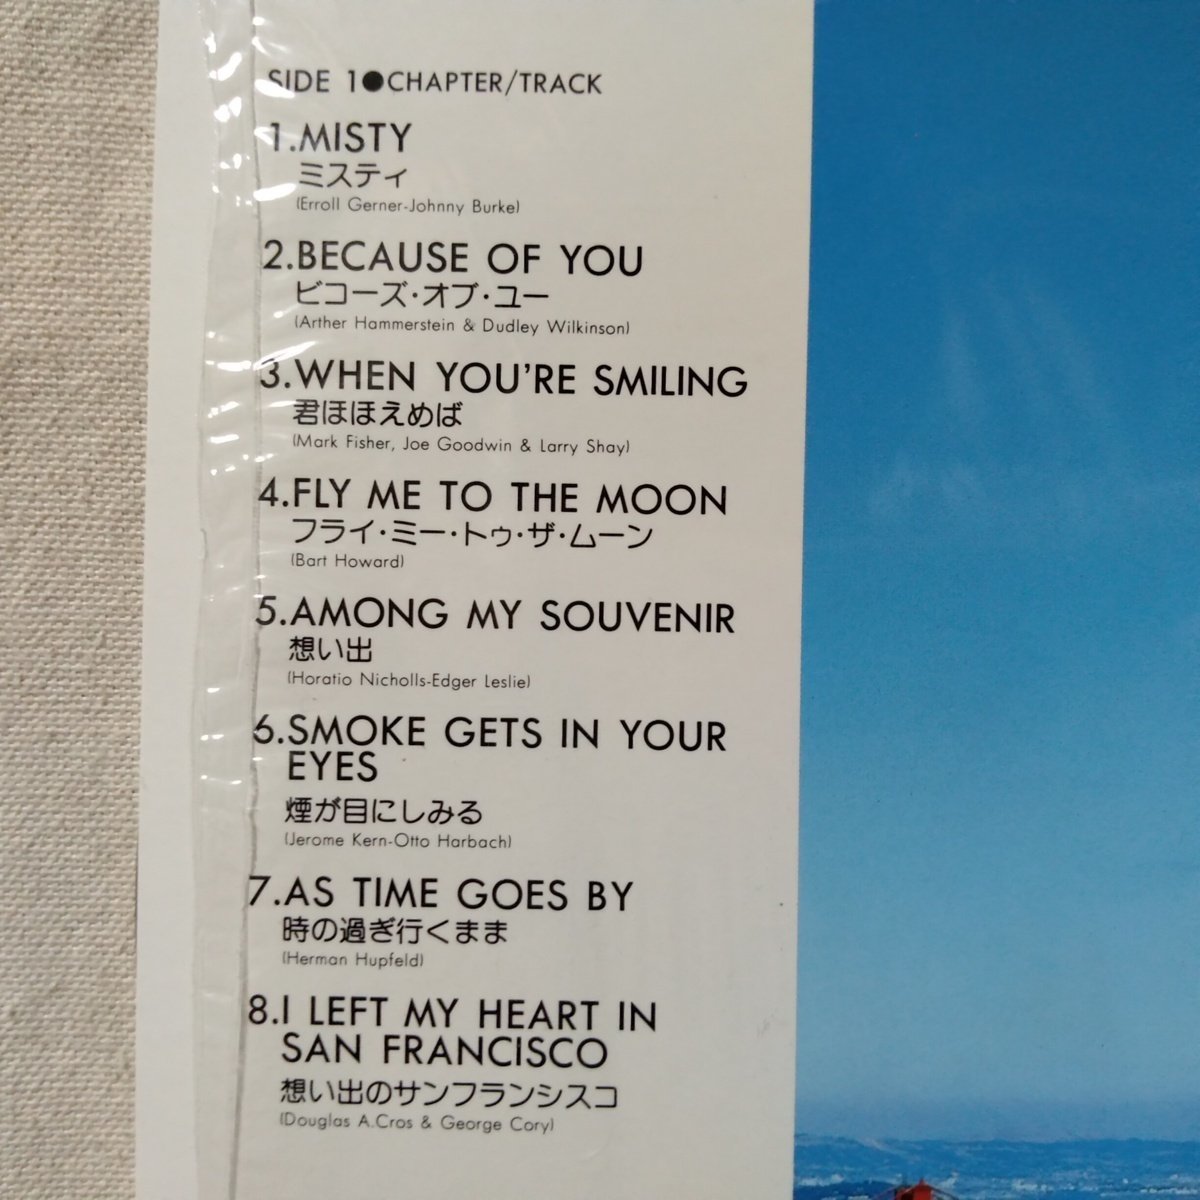 SIDE 1●CHAPTER/TRACK
1.MISTY
ミスティ
(Erroll Gerner-Johnny Burke)
2.BECAUSE OF YOU
ビコーズ・オブ・ユー
(Arther Hammerstein & Dudley Wilkinson)
3.WHEN YOU'RE SMILING
君ほほえめば
(Mark Fisher, Joe Goodwin & Larry Shay)
4.FLY ME TO THE MOON
フライ・ミー・トゥ・ザ・ムーン
(Bart Howard)
5.AMONG MY SOUVENIR
想い出
(Horatio Nicholls-Edger Leslie)
6.SMOKE GETS IN YOUR
EYES
煙が目にしみる
(Jerome Kern-Otto Harbach)
7.AS TIME GOES BY
時の過ぎ行くまま
(Herman Hupfeld)
8.I LEFT MY HEART IN
SAN FRANCISCO
想い出のサンフランシスコ
(Douglas A.Cros & George Cory)